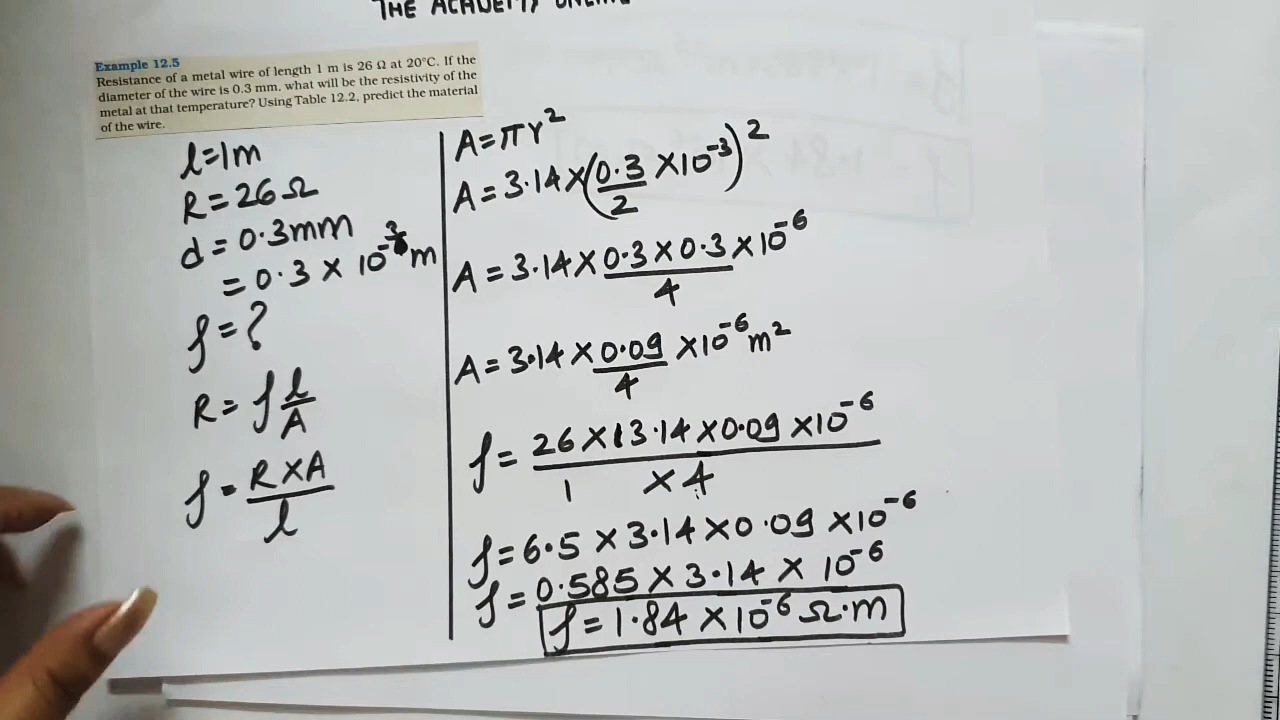 THE ACADEMY ONLINE
Example 12.5
Resistance of a metal wire of length 1 m is 26 Ω at 20°C. If the
diameter of the wire is 0.3 mm, what will be the resistivity of the
metal at that temperature? Using Table 12.2, predict the material
of the wire.
l=1m
R=26Ω
d=0.3mm
=0.3×10⁻³m
ρ=?
R=ρ l/A
ρ=R×A/l
A=πr²
A=3.14×(0.3/2 ×10⁻³)²
A=3.14×0.3×0.3/4×10⁻⁶
A=3.14×0.09/4 ×10⁻⁶m²
ρ=26×3.14×0.09×10⁻⁶/1 ×4
ρ=6.5×3.14×0.09×10⁻⁶
ρ=0.585×3.14×10⁻⁶
ρ=1.84×10⁻⁶Ω·m